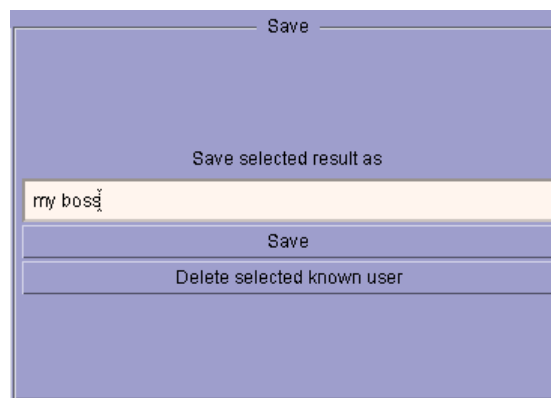 Save
Save selected result as
my boss
Save
Delete selected known user